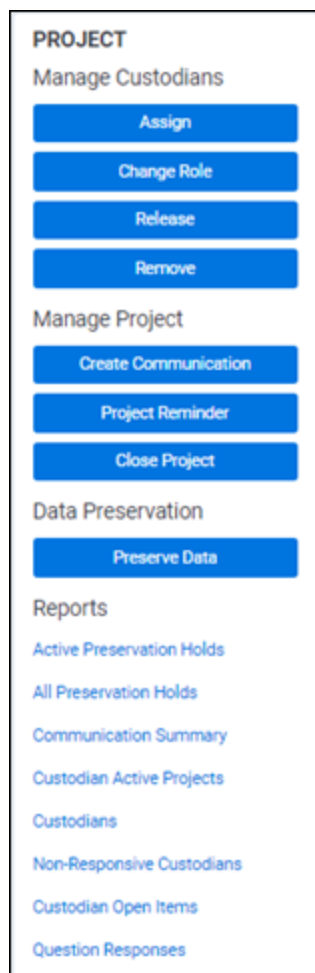 PROJECT
Manage Custodians
Assign
Change Role
Release
Remove
Manage Project
Create Communication
Project Reminder
Close Project
Data Preservation
Preserve Data
Reports
Active Preservation Holds
All Preservation Holds
Communication Summary
Custodian Active Projects
Custodians
Non-Responsive Custodians
Custodian Open Items
Question Responses